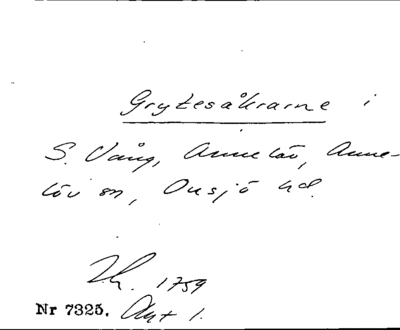 Grytesåkrarne i
S. Vång, Annelöv, Anne-
löv sn, Onsjö hd.
1759
Nr 7325. Akt 1.